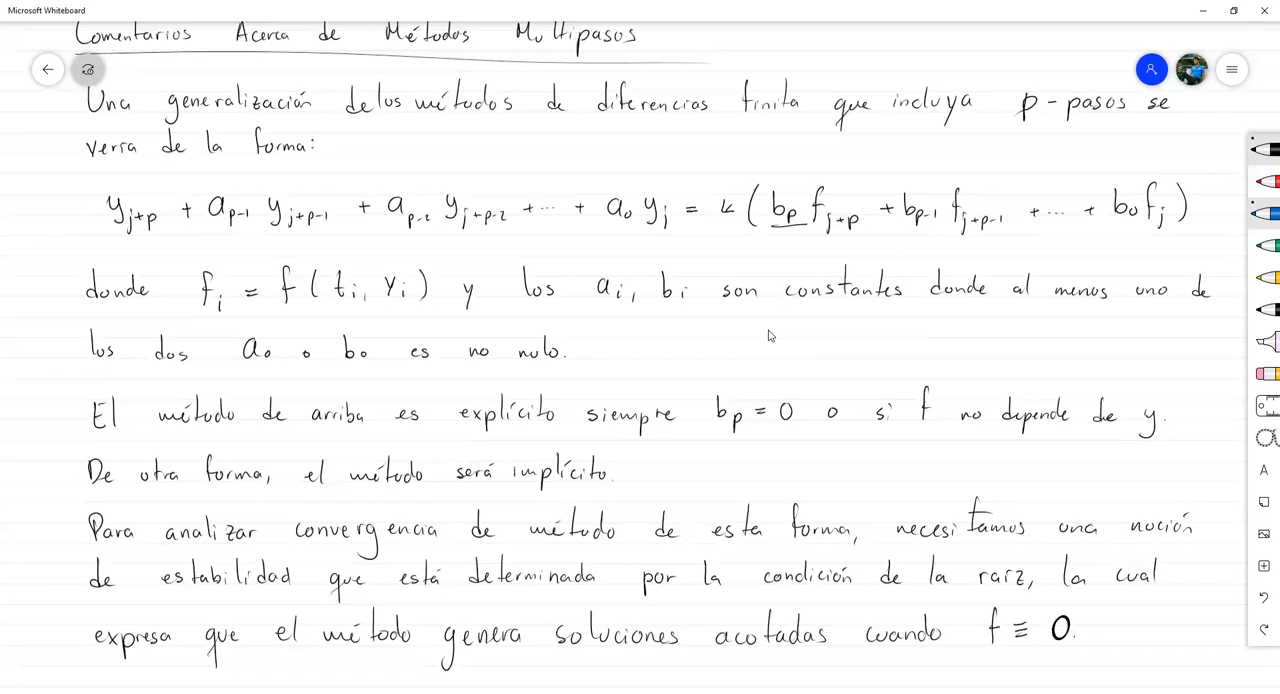 Microsoft Whiteboard
Comentarios Acerca de Métodos Multipasos
Una generalización delos métodos de diferencias finita que incluya p-pasos se
verra de la forma:
y_{j+p} + a_{p-1} y_{j+p-1} + a_{p-2} y_{j+p-2} + ... + a_0 y_j = k ( b_p f_{j+p} + b_{p-1} f_{j+p-1} + ... + b_0 f_j )
donde f_i = f ( t_i, y_i ) y los a_i, b_i son constantes donde al menos uno de
los dos a_0 o b_0 es no nulo.
El método de arriba es explícito siempre b_p = 0 o si f no depende de y.
De otra forma, el método será implícito.
Para analizar convergencia de método de esta forma, necesitamos una noción
de estabilidad que está determinada por la condición de la raíz, la cual
expresa que el método genera soluciones acotadas cuando f ≡ 0.
A